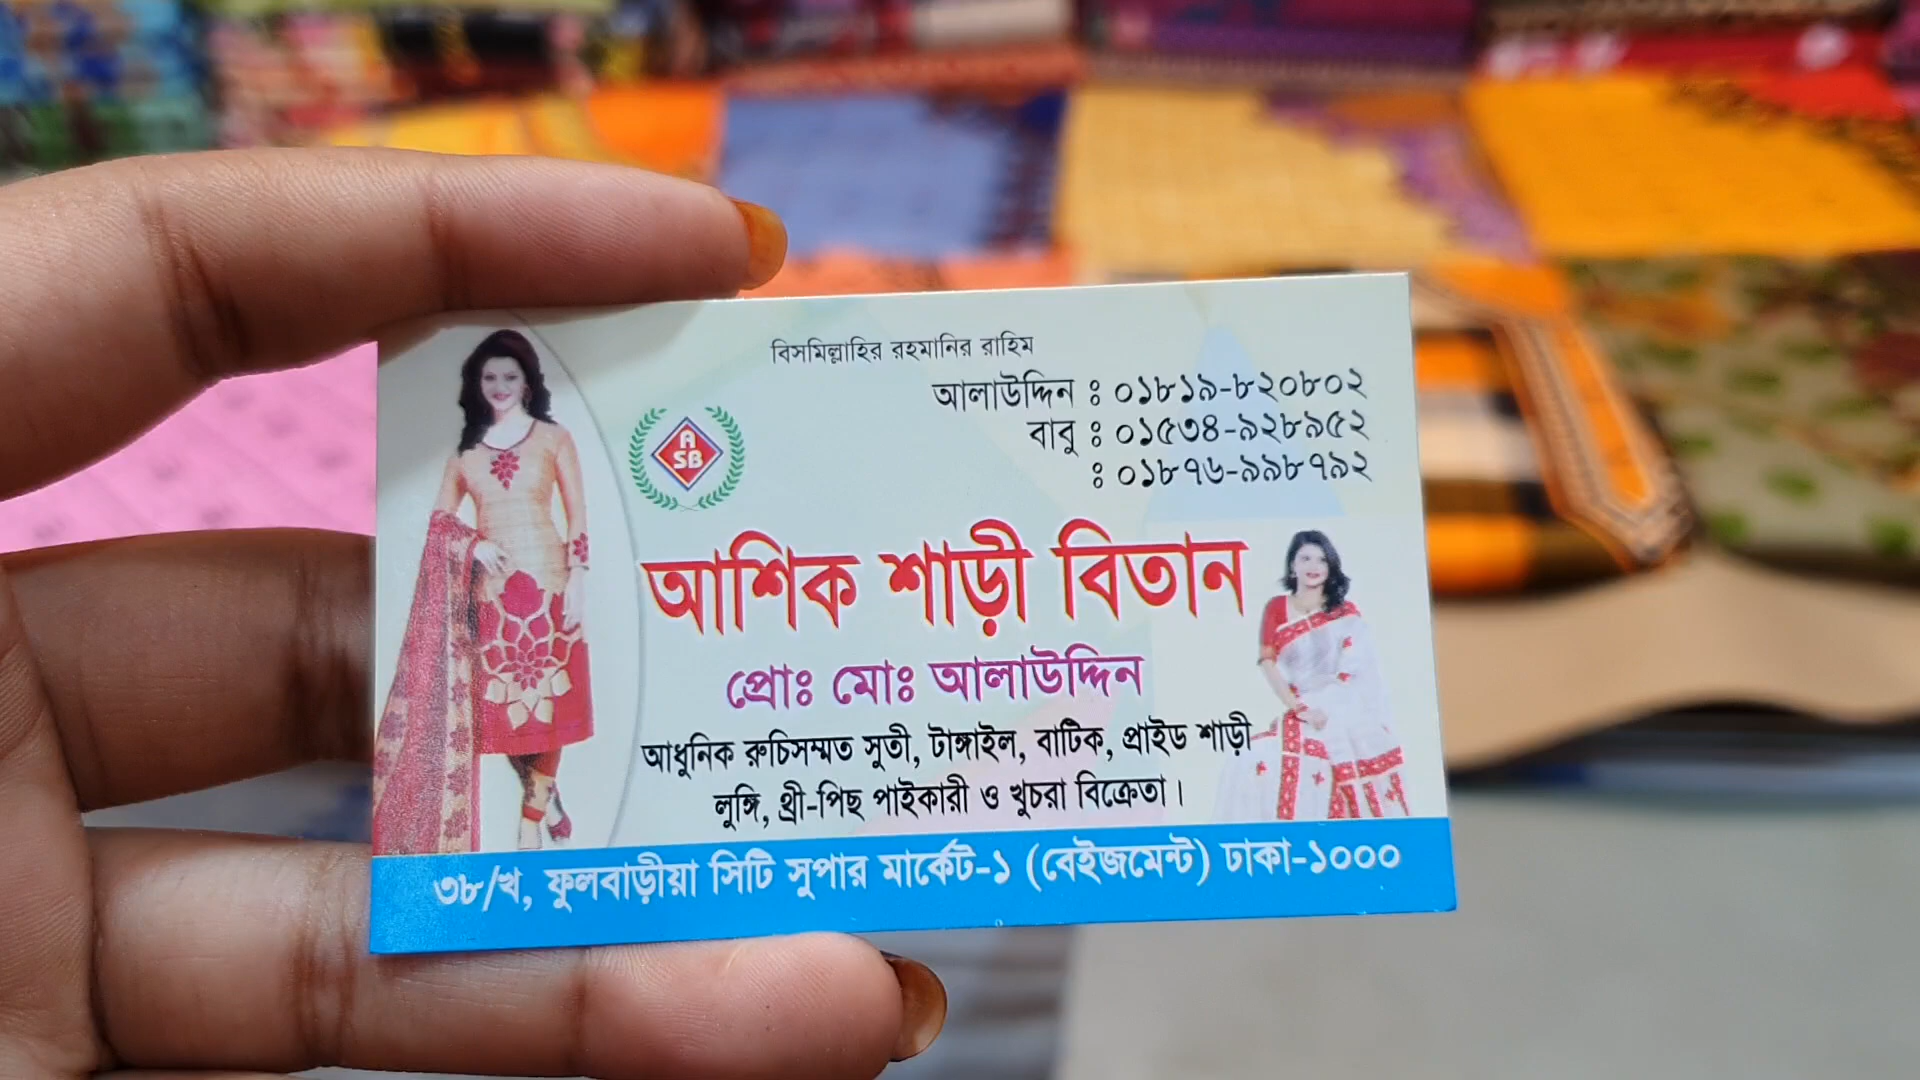 বিসমিল্লাহির রহমানির রাহিম
আলাউদ্দিন : ০১৮১৯-৮২০৮০২
বাবু : ০১৫৩৪-৯২৮৯৫২
: ০১৮৭৬-৯৯৮৭৯২
A
SB
আশিক শাড়ী বিতান
প্রোঃ মোঃ আলাউদ্দিন
আধুনিক রুচিসম্মত সুতী, টাঙ্গাইল, বাটিক, প্রাইড শাড়ী
লুঙ্গি, থ্রী-পিছ পাইকারী ও খুচরা বিক্রেতা।
৩৮/খ, ফুলবাড়ীয়া সিটি সুপার মার্কেট-১ (বেইজমেন্ট) ঢাকা-১০০০